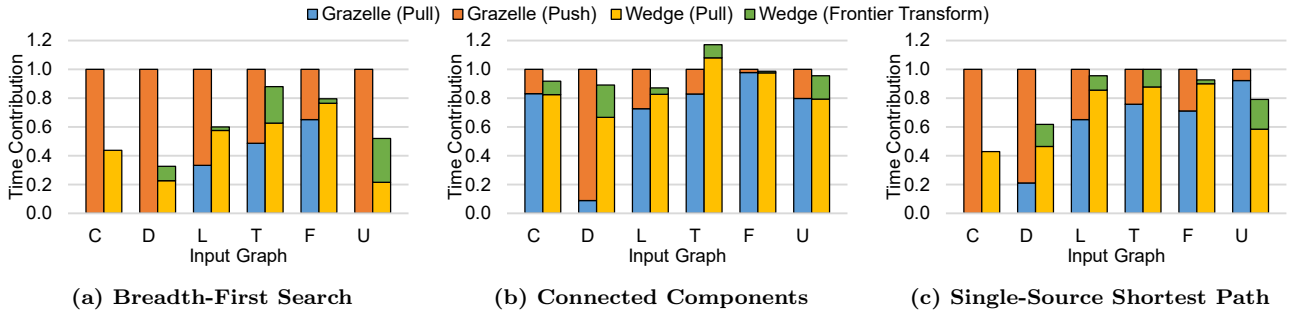 Grazelle (Pull) Grazelle (Push) Wedge (Pull) Wedge (Frontier Transform)
Time Contribution
1.2
1.0
0.8
0.6
0.4
0.2
0.0
C D L T F U
Input Graph
(a) Breadth-First Search
Time Contribution
1.2
1.0
0.8
0.6
0.4
0.2
0.0
C D L T F U
Input Graph
(b) Connected Components
Time Contribution
1.2
1.0
0.8
0.6
0.4
0.2
0.0
C D L T F U
Input Graph
(c) Single-Source Shortest Path